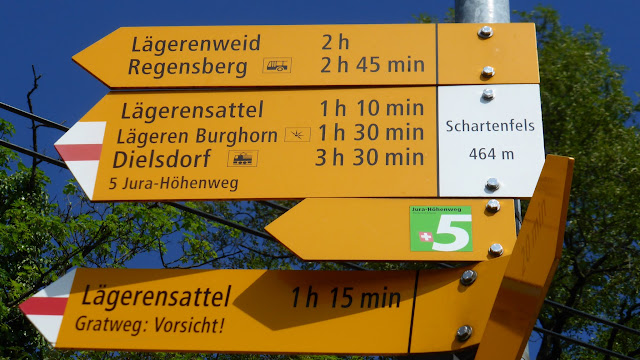 Lägerenweid 2 h
Regensberg 2 h 45 min
Lägerensattel 1 h 10 min
Lägeren Burghorn 1 h 30 min
Dielsdorf 3 h 30 min
5 Jura-Höhenweg
Schartenfels
464 m
Jura-Höhenweg
5
Lägerensattel 1 h 15 min
Gratweg: Vorsicht!